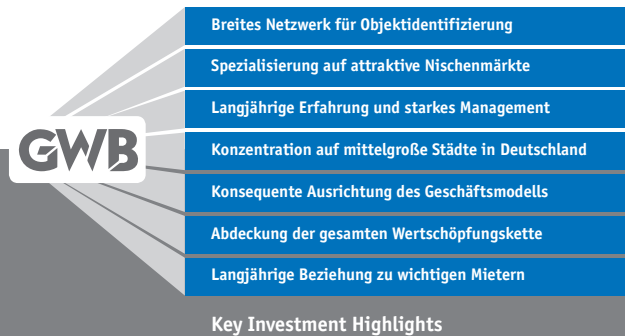 Breites Netzwerk für Objektidentifizierung
Spezialisierung auf attraktive Nischenmärkte
Langjährige Erfahrung und starkes Management
GWB
Konzentration auf mittelgroße Städte in Deutschland
Konsequente Ausrichtung des Geschäftsmodells
Abdeckung der gesamten Wertschöpfungskette
Langjährige Beziehung zu wichtigen Mietern
Key Investment Highlights